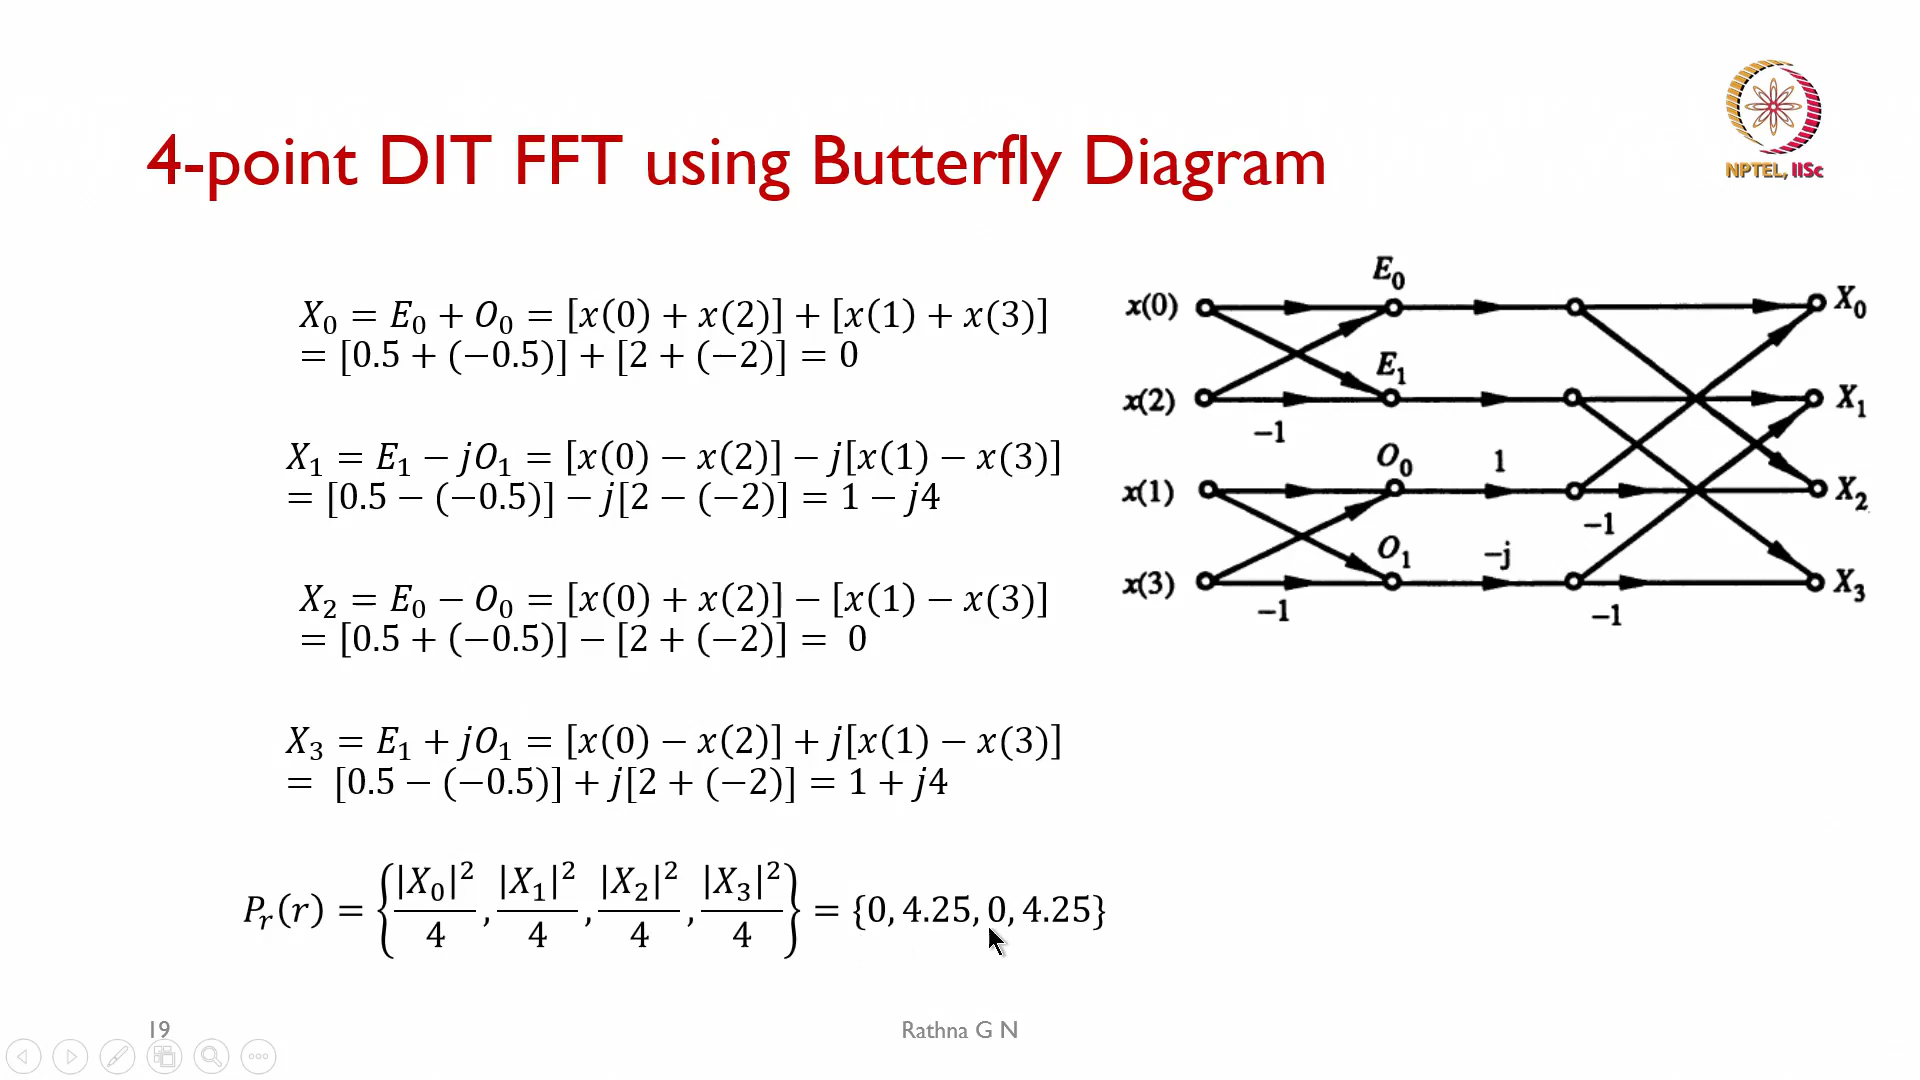 4-point DIT FFT using Butterfly Diagram
NPTEL, IISc
X₀ = E₀ + O₀ = [x(0) + x(2)] + [x(1) + x(3)]
= [0.5 + (−0.5)] + [2 + (−2)] = 0
X₁ = E₁ − jO₁ = [x(0) − x(2)] − j[x(1) − x(3)]
= [0.5 − (−0.5)] − j[2 − (−2)] = 1 − j4
X₂ = E₀ − O₀ = [x(0) + x(2)] − [x(1) − x(3)]
= [0.5 + (−0.5)] − [2 + (−2)] = 0
X₃ = E₁ + jO₁ = [x(0) − x(2)] + j[x(1) − x(3)]
= [0.5 − (−0.5)] + j[2 + (−2)] = 1 + j4
Pᵣ(r) = {|X₀|²/4, |X₁|²/4, |X₂|²/4, |X₃|²/4} = {0, 4.25, 0, 4.25}
E₀
x(0) X₀
E₁
x(2) X₁
−1
O₀ 1
x(1) X₂
−1
O₁ −j
x(3) X₃
−1 −1
19
Rathna G N